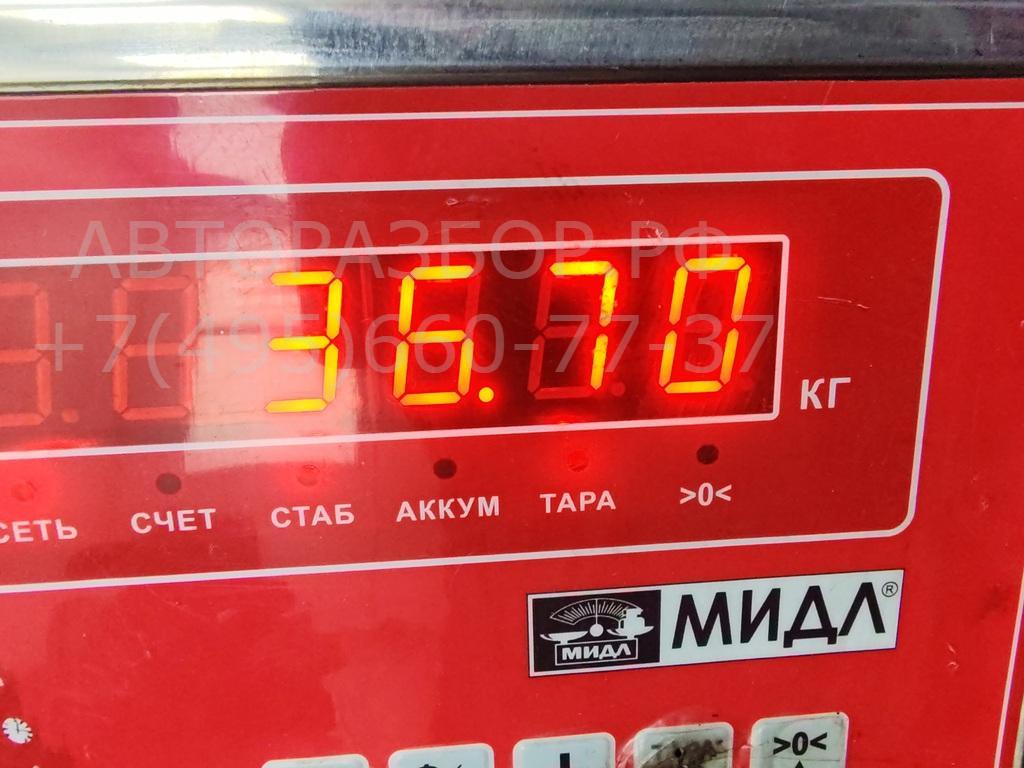 АВТОРАЗБОР.РФ
36.70
+7(495)660-77-37
КГ
СЕТЬ СЧЕТ СТАБ АККУМ ТАРА >0<
МИДЛ МИДЛ®
ТАРА >0<